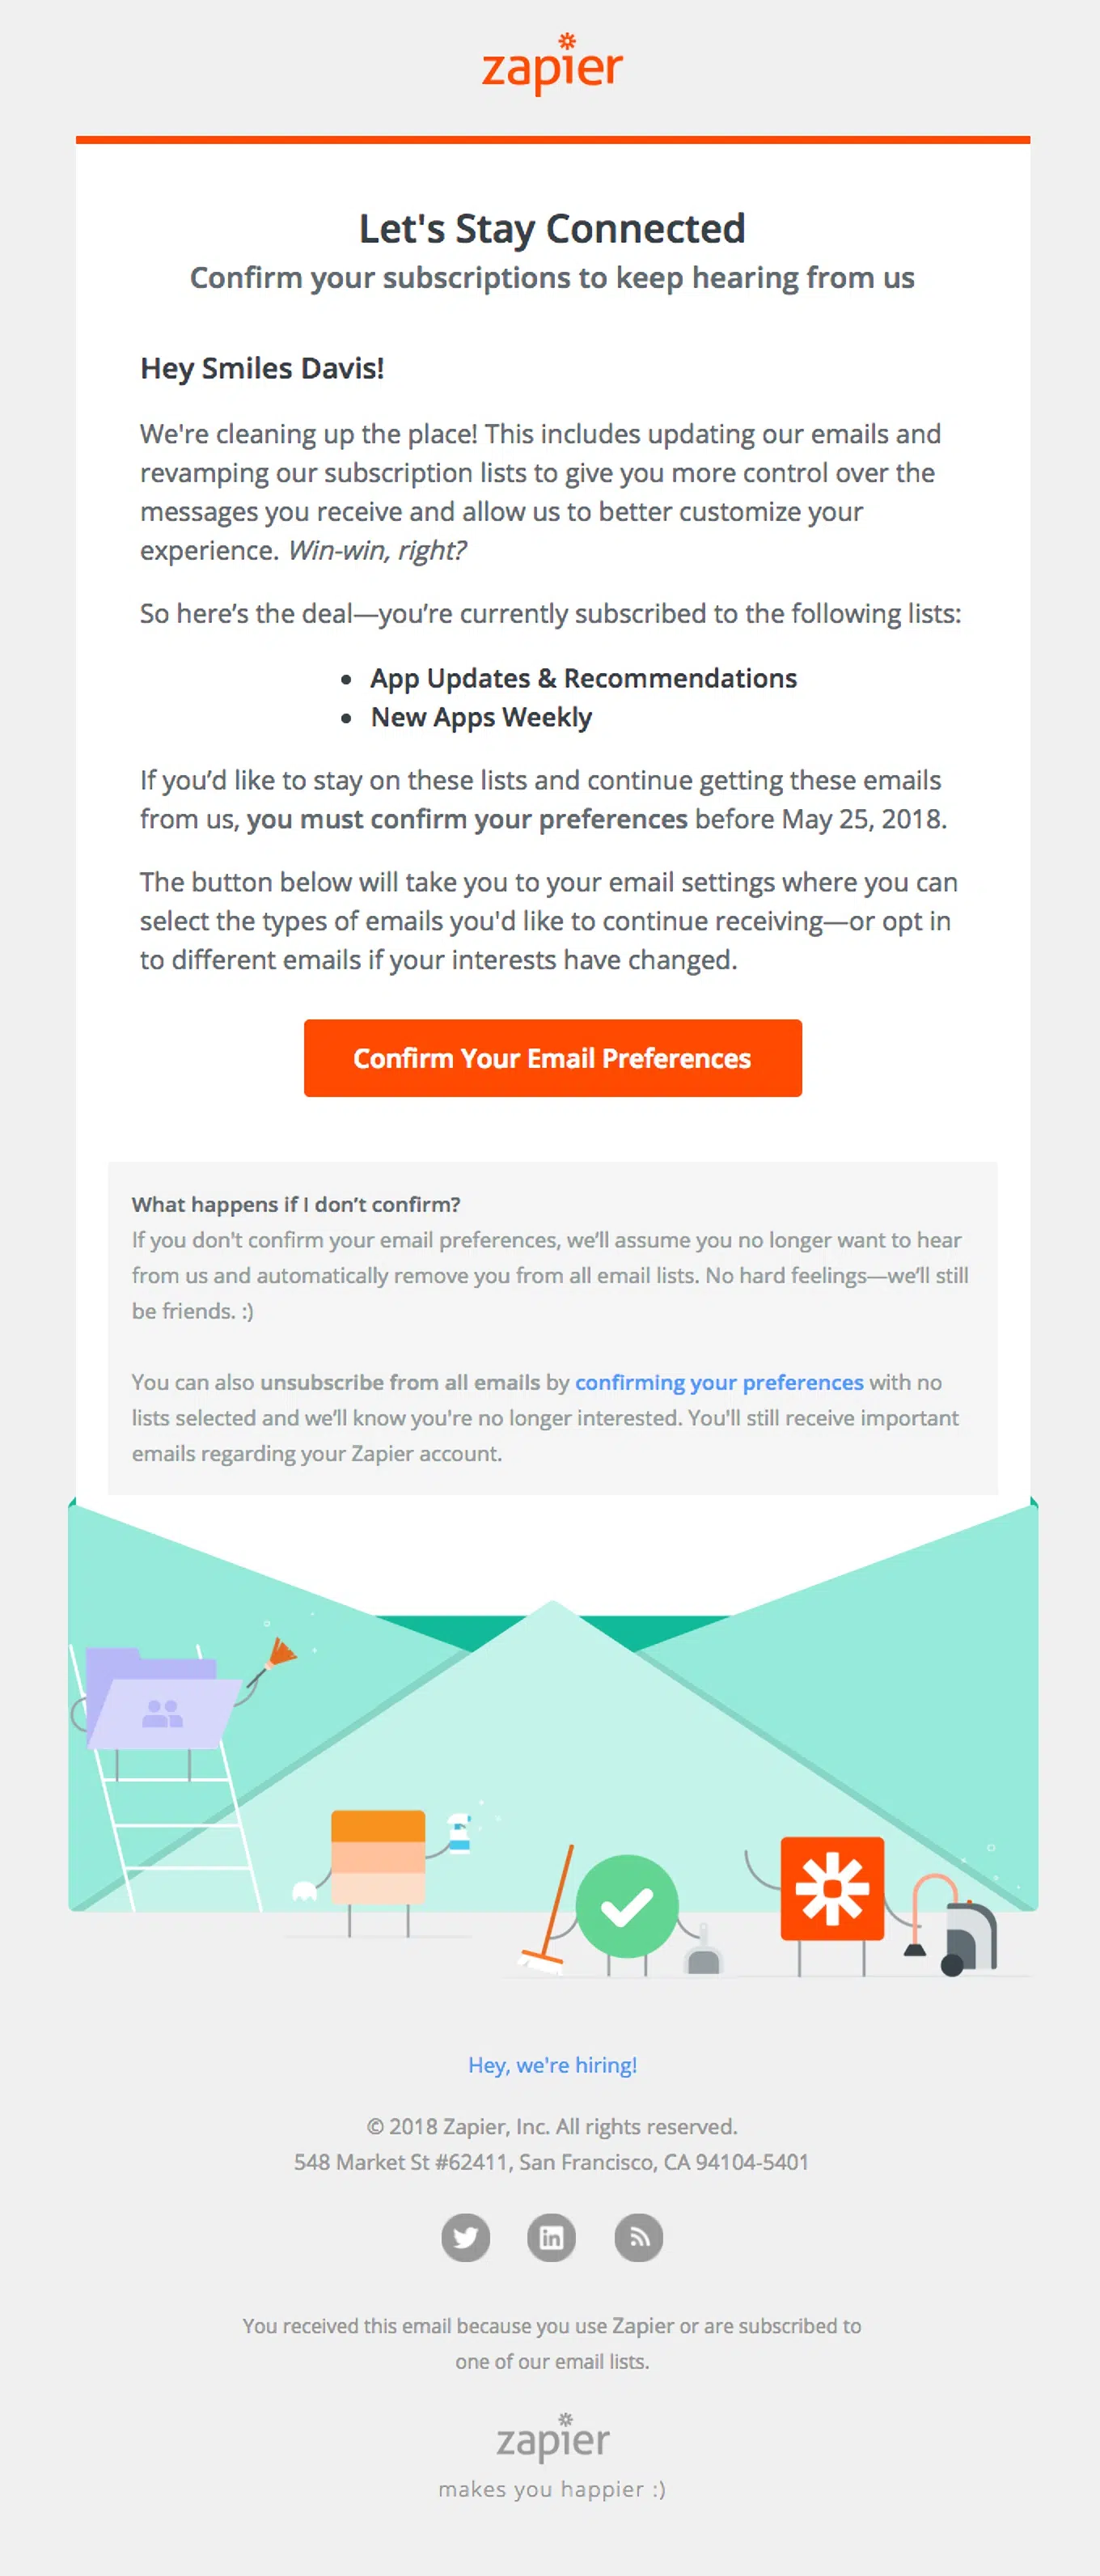 zapier
Let's Stay Connected
Confirm your subscriptions to keep hearing from us
Hey Smiles Davis!
We're cleaning up the place! This includes updating our emails and
revamping our subscription lists to give you more control over the
messages you receive and allow us to better customize your
experience. Win-win, right?
So here’s the deal—you’re currently subscribed to the following lists:
• App Updates & Recommendations
• New Apps Weekly
If you’d like to stay on these lists and continue getting these emails
from us, you must confirm your preferences before May 25, 2018.
The button below will take you to your email settings where you can
select the types of emails you'd like to continue receiving—or opt in
to different emails if your interests have changed.
Confirm Your Email Preferences
What happens if I don’t confirm?
If you don't confirm your email preferences, we’ll assume you no longer want to hear
from us and automatically remove you from all email lists. No hard feelings—we’ll still
be friends. :)
You can also unsubscribe from all emails by confirming your preferences with no
lists selected and we’ll know you're no longer interested. You'll still receive important
emails regarding your Zapier account.
Hey, we're hiring!
© 2018 Zapier, Inc. All rights reserved.
548 Market St #62411, San Francisco, CA 94104-5401
in
You received this email because you use Zapier or are subscribed to
one of our email lists.
zapier
makes you happier :)